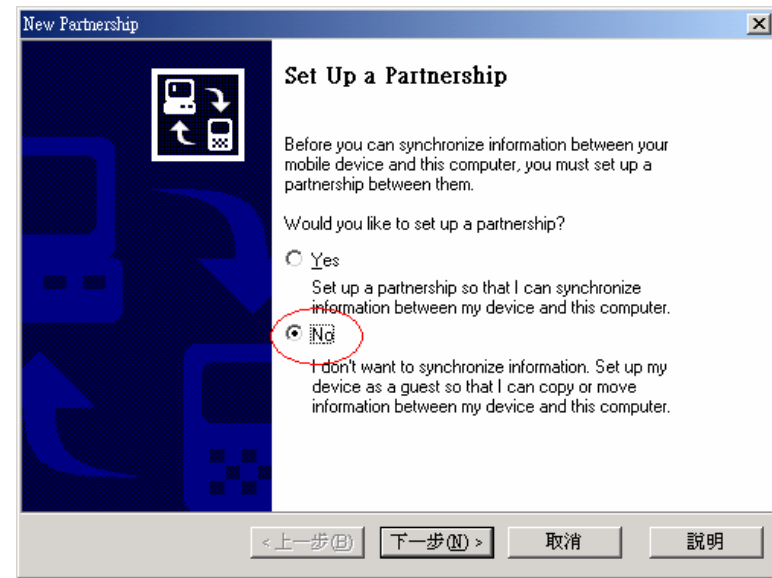 New Partnership
Set Up a Partnership
Before you can synchronize information between your
mobile device and this computer, you must set up a
partnership between them.
Would you like to set up a partnership?
Yes
Set up a partnership so that I can synchronize
information between my device and this computer.
No
I don't want to synchronize information. Set up my
device as a guest so that I can copy or move
information between my device and this computer.
<上一步(B) 下一步(N)> 取消 說明